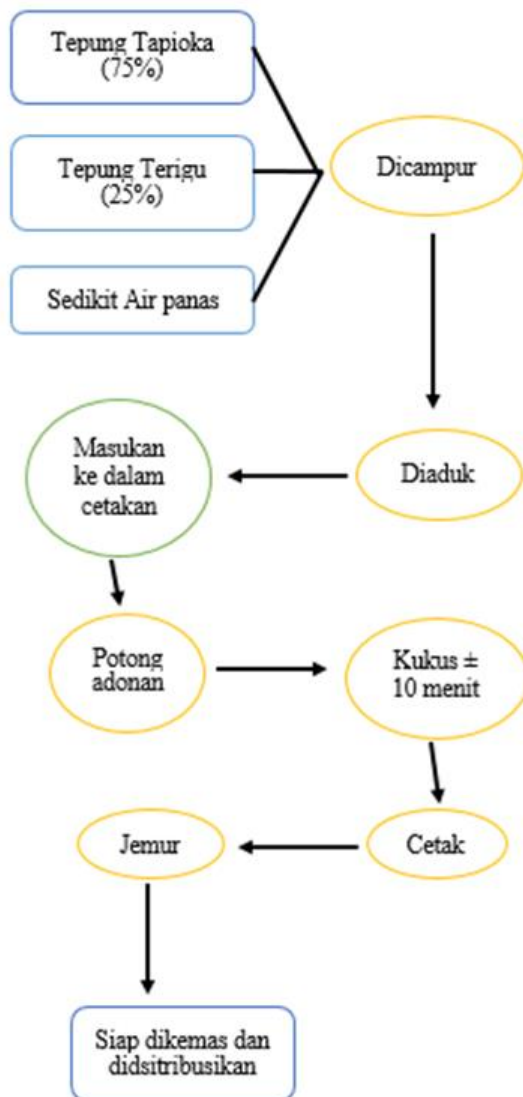 Tepung Tapioka
(75%)
Tepung Terigu
(25%)
Sedikit Air panas
Dicampur
Diaduk
Masukan
ke dalam
cetakan
Potong
adonan
Kukus ±
10 menit
Cetak
Jemur
Siap dikemas dan
didsitribusikan